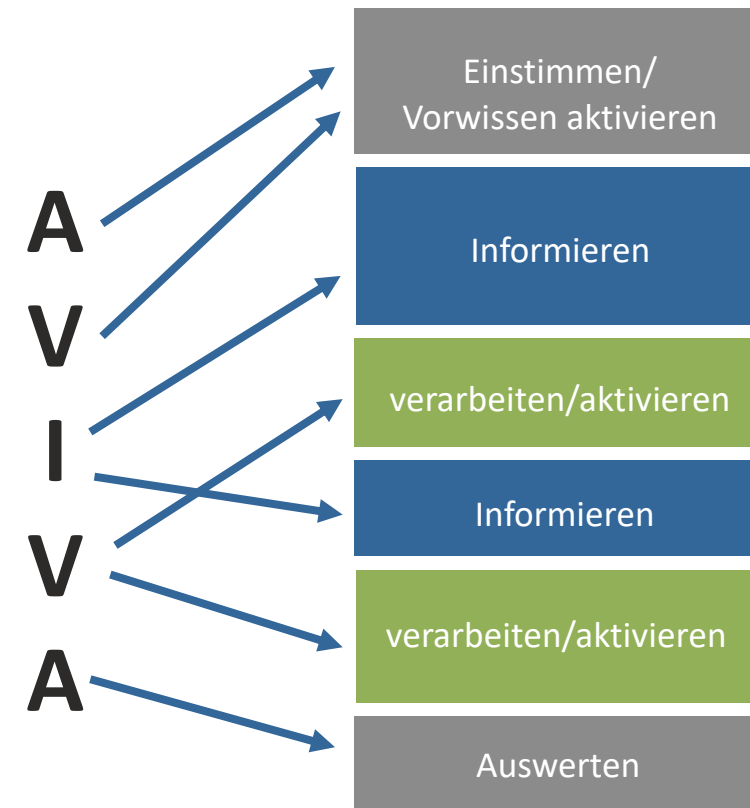 Einstimmen/
Vorwissen aktivieren
A
Informieren
V
verarbeiten/aktivieren
I
Informieren
V
verarbeiten/aktivieren
A
Auswerten